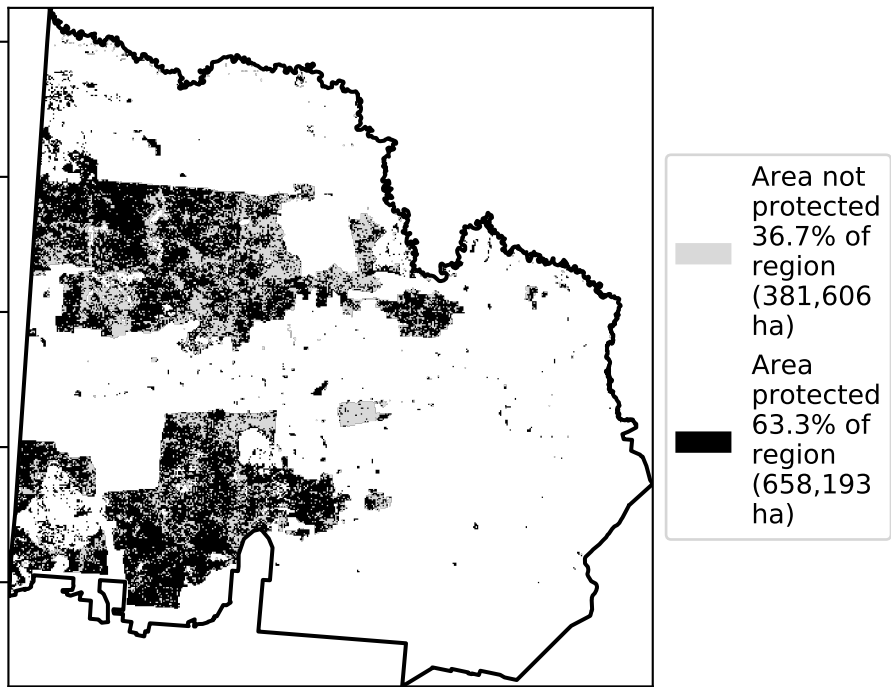 Area not
protected
36.7% of
region
(381,606
ha)
Area
protected
63.3% of
region
(658,193
ha)